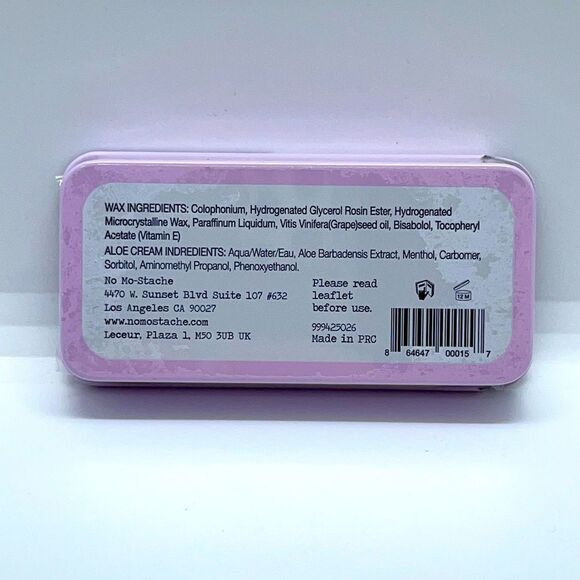 WAX INGREDIENTS: Colophonium, Hydrogenated Glycerol Rosin Ester, Hydrogenated
Microcrystalline Wax, Paraffinum Liquidum, Vitis Vinifera(Grape)seed oil, Bisabolol, Tocopheryl
Acetate (Vitamin E)
ALOE CREAM INDREDIENTS: Aqua/Water/Eau, Aloe Barbadensis Extract, Menthol, Carbomer,
Sorbitol, Aminomethyl Propanol, Phenoxyethanol.
No Mo-Stache
4470 W. Sunset Blvd Suite 107 #632
Los Angeles CA 90027
www.nomostache.com
Leceur, Plaza 1, M50 3UB UK
Please read
leaflet
before use.
999425026
Made in PRC
12 M
8 64647 00015 7